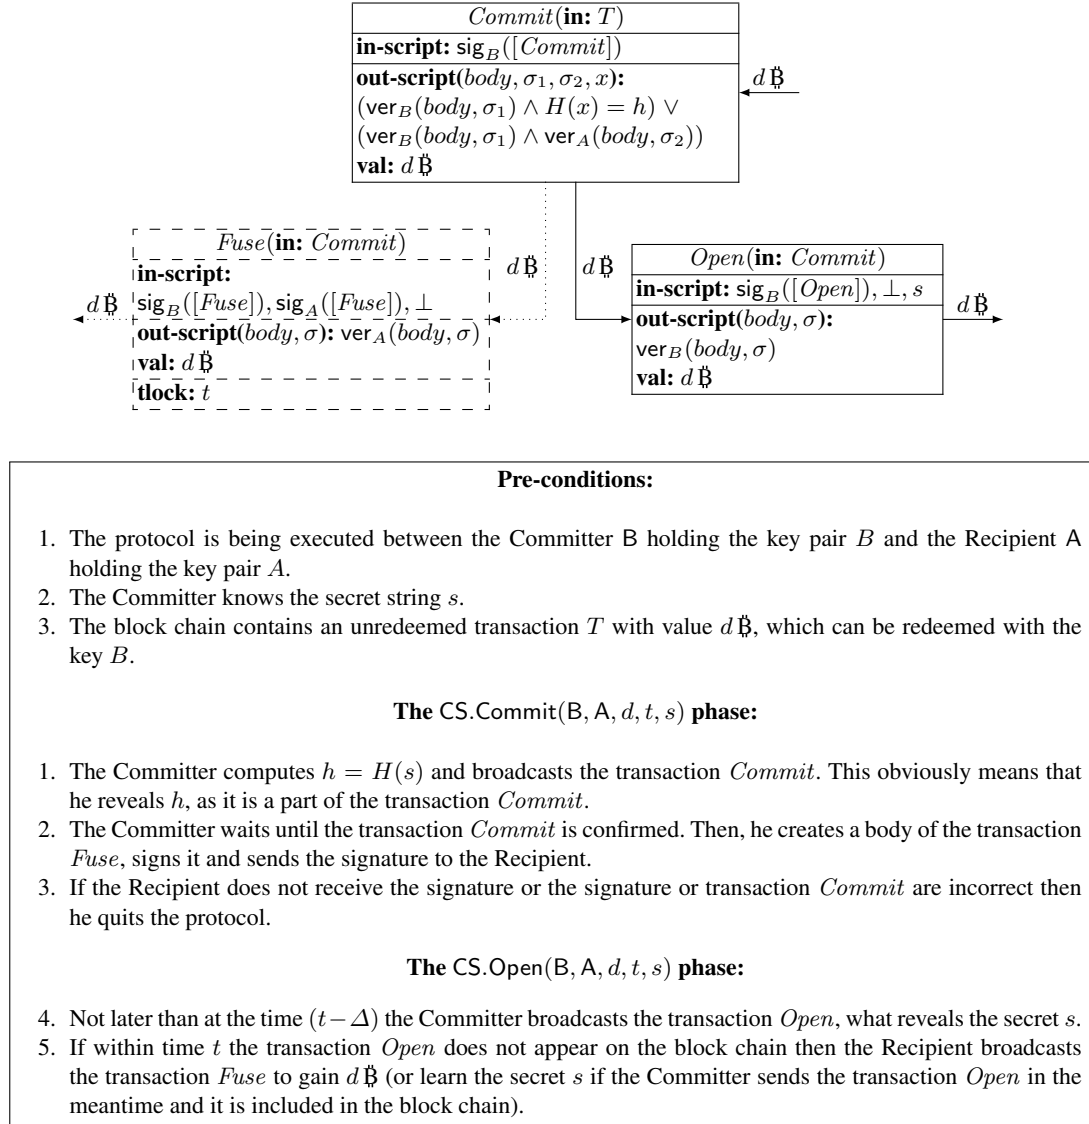 Commit(in: T)
in-script: sig_B([Commit])
out-script(body, σ₁, σ₂, x):
(ver_B(body, σ₁) ∧ H(x) = h) ∨
(ver_B(body, σ₁) ∧ ver_A(body, σ₂))
val: d ₿
d ₿
d ₿
d ₿
Fuse(in: Commit)
in-script:
sig_B([Fuse]), sig_A([Fuse]), ⊥
out-script(body, σ): ver_A(body, σ)
val: d ₿
tlock: t
d ₿
Open(in: Commit)
in-script: sig_B([Open]), ⊥, s
out-script(body, σ):
ver_B(body, σ)
val: d ₿
d ₿
Pre-conditions:
1. The protocol is being executed between the Committer B holding the key pair B and the Recipient A
holding the key pair A.
2. The Committer knows the secret string s.
3. The block chain contains an unredeemed transaction T with value d ₿, which can be redeemed with the
key B.
The CS.Commit(B, A, d, t, s) phase:
1. The Committer computes h = H(s) and broadcasts the transaction Commit. This obviously means that
he reveals h, as it is a part of the transaction Commit.
2. The Committer waits until the transaction Commit is confirmed. Then, he creates a body of the transaction
Fuse, signs it and sends the signature to the Recipient.
3. If the Recipient does not receive the signature or the signature or transaction Commit are incorrect then
he quits the protocol.
The CS.Open(B, A, d, t, s) phase:
4. Not later than at the time (t−Δ) the Committer broadcasts the transaction Open, what reveals the secret s.
5. If within time t the transaction Open does not appear on the block chain then the Recipient broadcasts
the transaction Fuse to gain d ₿ (or learn the secret s if the Committer sends the transaction Open in the
meantime and it is included in the block chain).